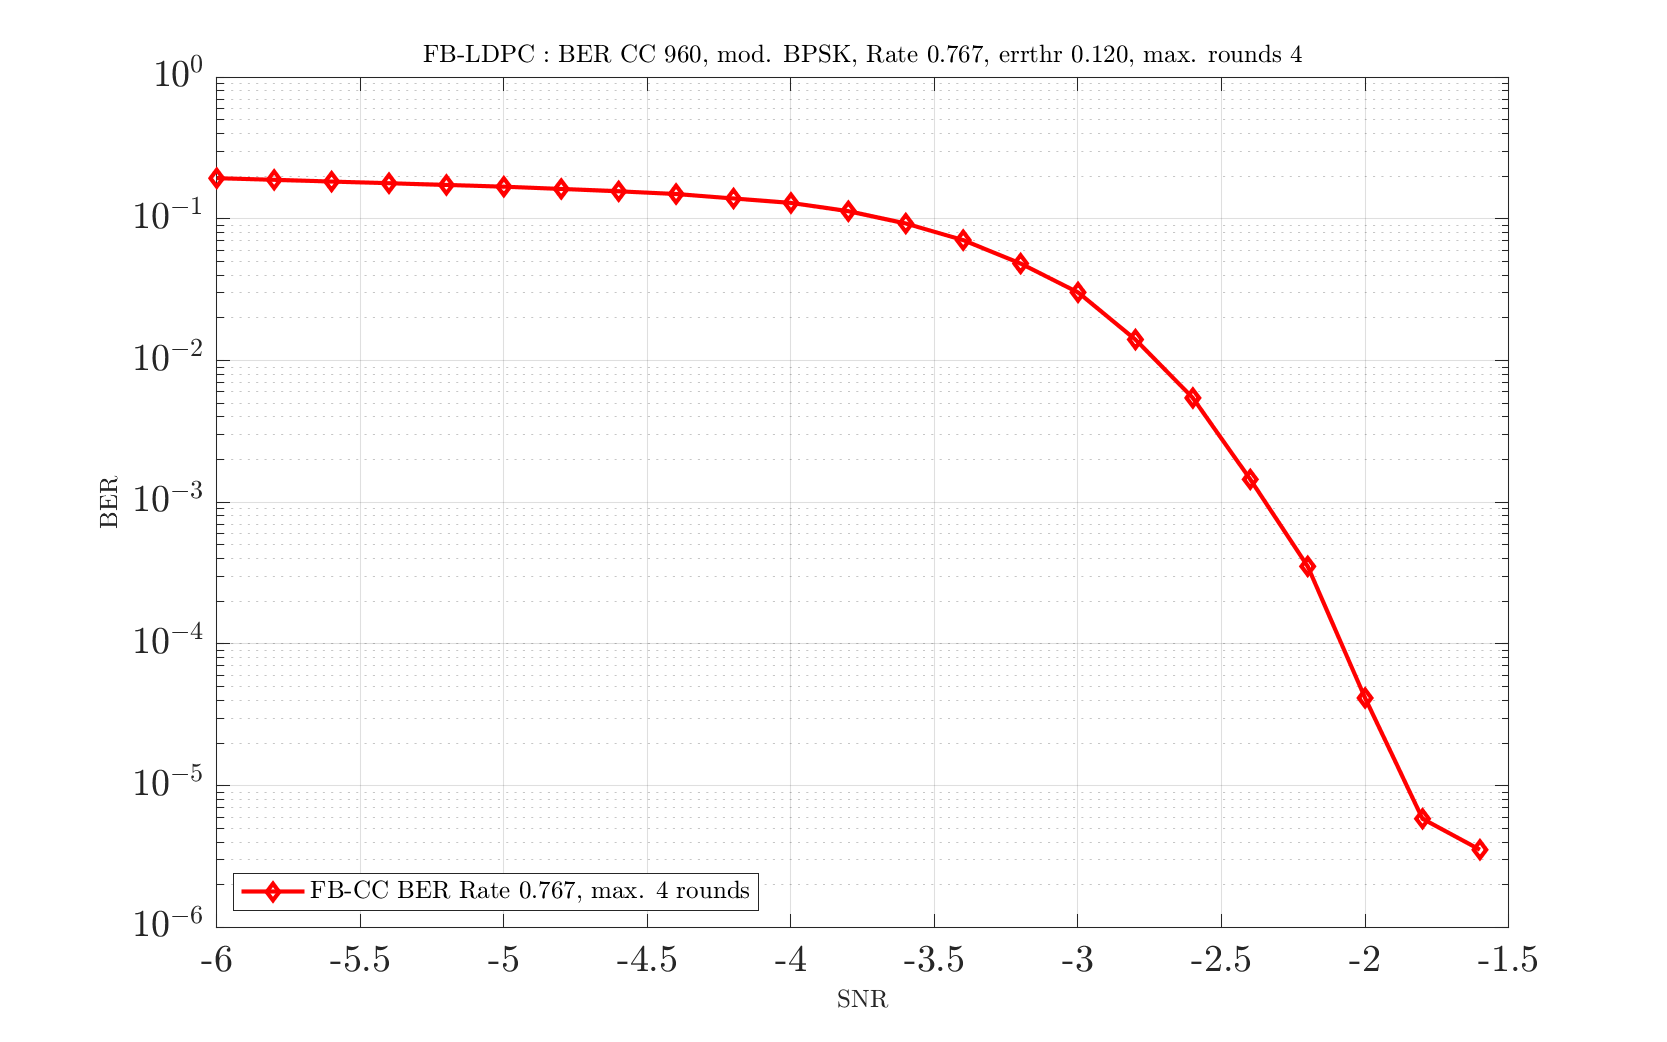 FB-LDPC : BER CC 960, mod. BPSK, Rate 0.767, errthr 0.120, max. rounds 4
10^0
10^{-1}
10^{-2}
10^{-3}
10^{-4}
10^{-5}
10^{-6}
BER
FB-CC BER Rate 0.767, max. 4 rounds
-6 -5.5 -5 -4.5 -4 -3.5 -3 -2.5 -2 -1.5
SNR